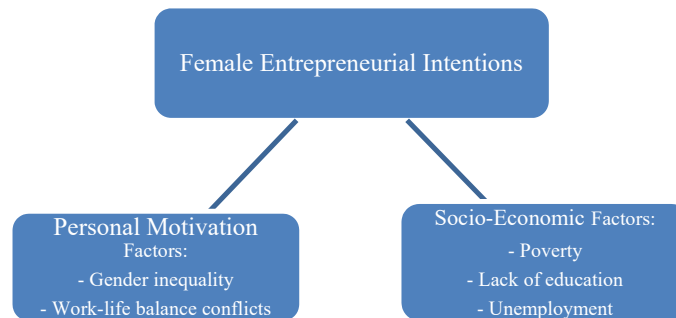 Female Entrepreneurial Intentions
Personal Motivation
Factors:
- Gender inequality
- Work-life balance conflicts
Socio-Economic Factors:
- Poverty
- Lack of education
- Unemployment